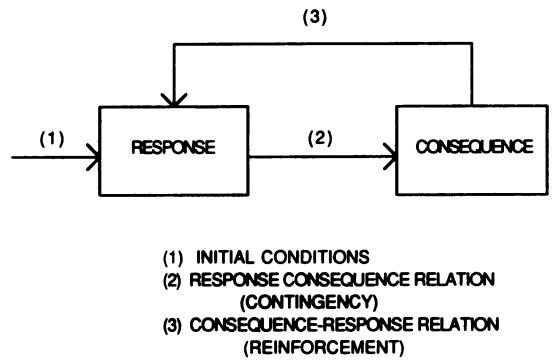 (3)
(1)
RESPONSE
(2)
CONSEQUENCE
(1) INITIAL CONDITIONS
(2) RESPONSE CONSEQUENCE RELATION
(CONTINGENCY)
(3) CONSEQUENCE-RESPONSE RELATION
(REINFORCEMENT)